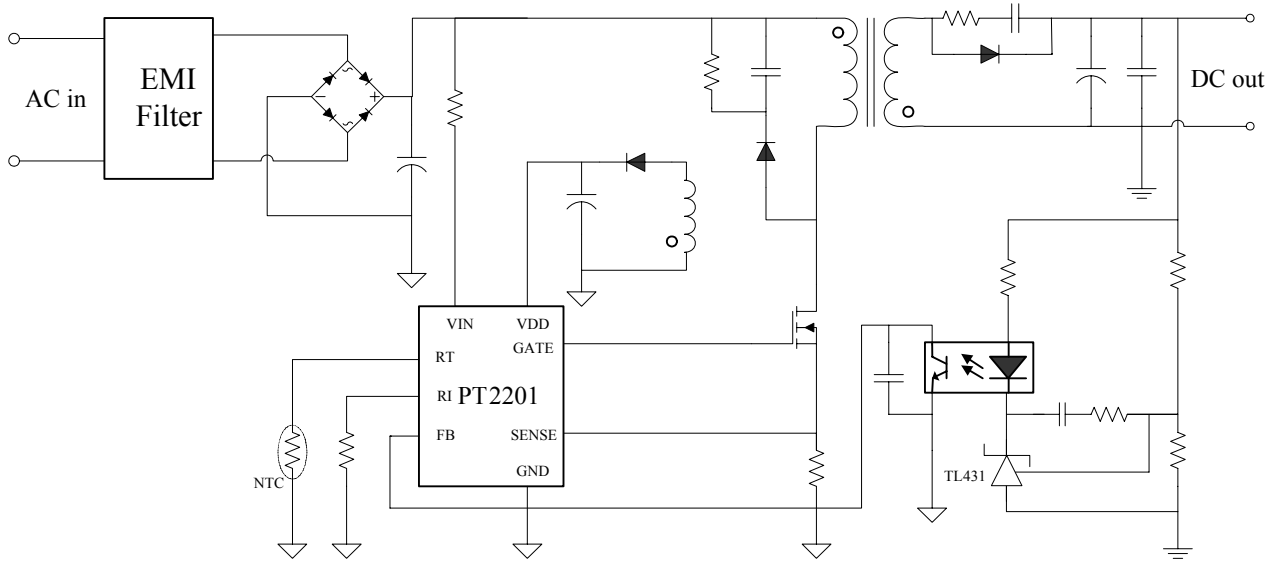 AC in
EMI
Filter
DC out
VIN
VDD
GATE
RT
RI
PT2201
FB
SENSE
GND
NTC
TL431